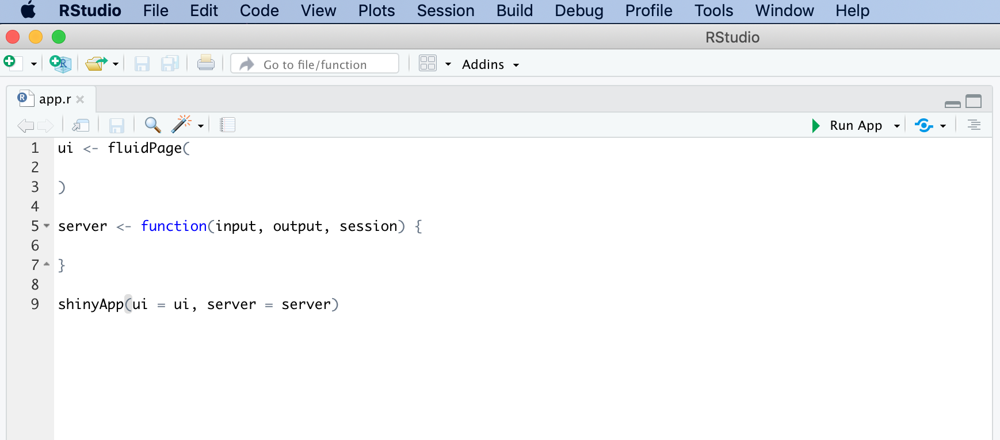 RStudio File Edit Code View Plots Session Build Debug Profile Tools Window Help
RStudio
Go to file/function Addins
R app.r
Run App
1 ui <- fluidPage(
2
3 )
4
5 server <- function(input, output, session) {
6
7 }
8
9 shinyApp(ui = ui, server = server)